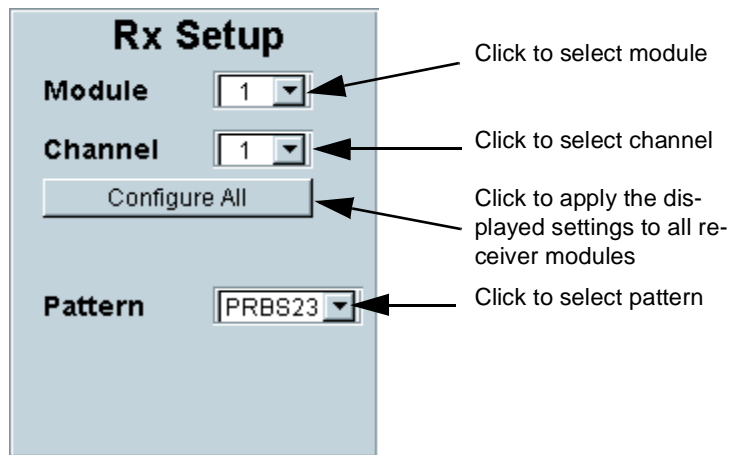 Rx Setup
Click to select module
Module 1
Click to select channel
Channel 1
Configure All
Click to apply the dis-
played settings to all re-
ceiver modules
Click to select pattern
Pattern PRBS23